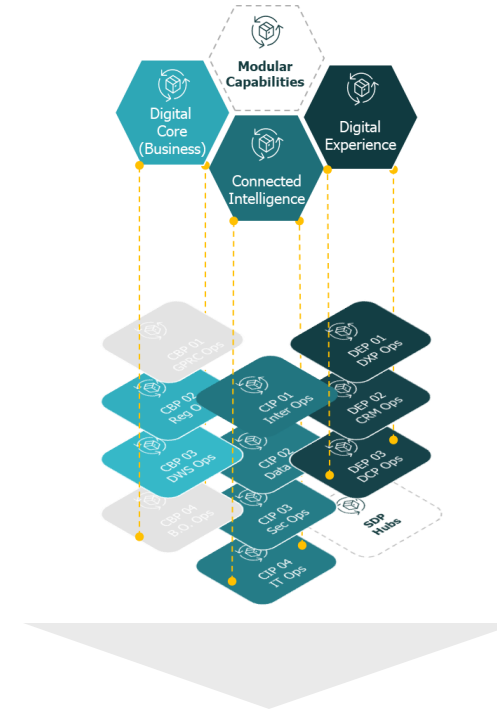 Modular
Capabilities
Digital
Core
(Business)
Digital
Experience
Connected
Intelligence
CBP 01
GPRC Ops
CBP 02
Reg O
CBP 03
DWS Ops
CBP 04
B.D. Ops
CIP 01
Inter Ops
CIP 02
Data
CIP 03
Sec Ops
CIP 04
IT Ops
DEP 01
DXP Ops
DEP 02
CRM Ops
DEP 03
DCP Ops
SDP
Hubs